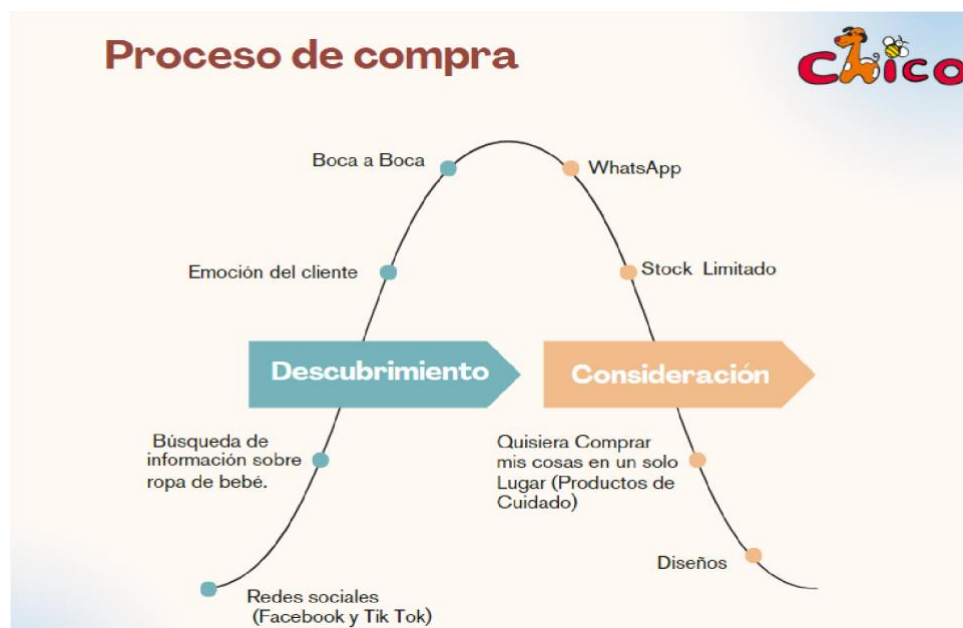 Proceso de compra
Chico
Boca a Boca
WhatsApp
Emoción del cliente
Stock Limitado
Descubrimiento
Consideración
Búsqueda de
información sobre
ropa de bebé.
Quisiera Comprar
mis cosas en un solo
Lugar (Productos de
Cuidado)
Diseños
Redes sociales
(Facebook y Tik Tok)